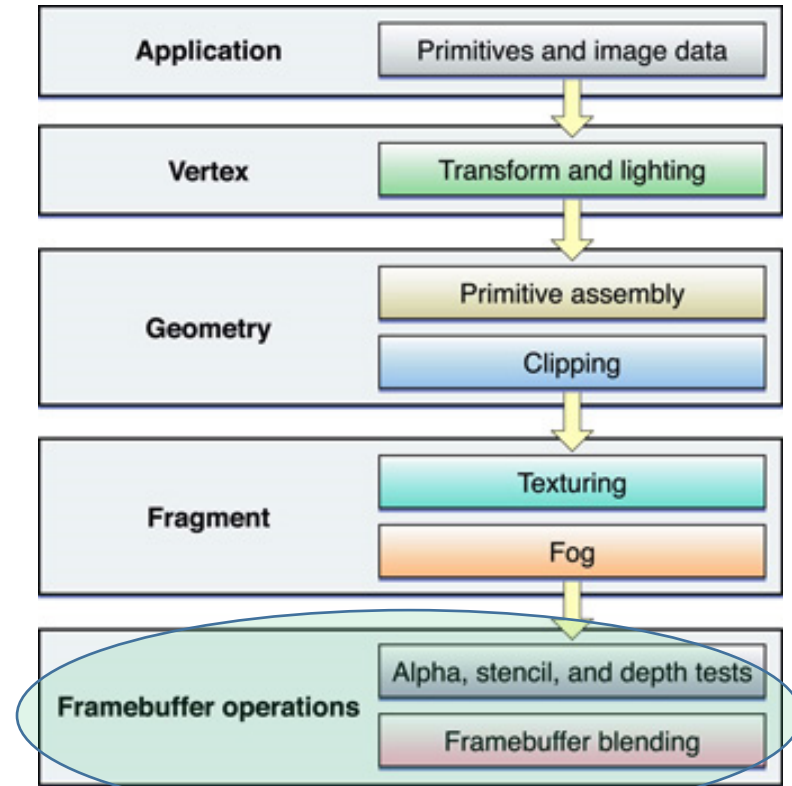 Application
Primitives and image data
Vertex
Transform and lighting
Geometry
Primitive assembly
Clipping
Fragment
Texturing
Fog
Framebuffer operations
Alpha, stencil, and depth tests
Framebuffer blending